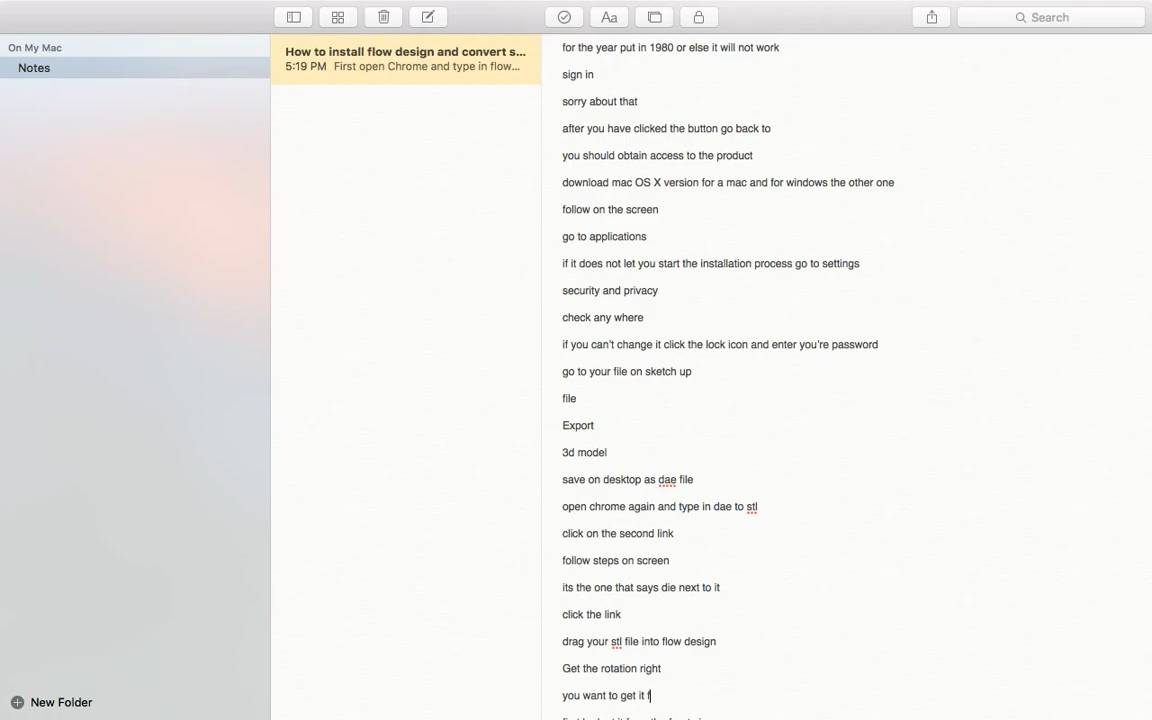 Search
On My Mac
Notes
How to install flow design and convert s...
5:19 PM First open Chrome and type in flow...
for the year put in 1980 or else it will not work
sign in
sorry about that
after you have clicked the button go back to
you should obtain access to the product
download mac OS X version for a mac and for windows the other one
follow on the screen
go to applications
if it does not let you start the installation process go to settings
security and privacy
check any where
if you can't change it click the lock icon and enter you're password
go to your file on sketch up
file
Export
3d model
save on desktop as dae file
open chrome again and type in dae to stl
click on the second link
follow steps on screen
its the one that says die next to it
click the link
drag your stl file into flow design
Get the rotation right
you want to get it f
New Folder